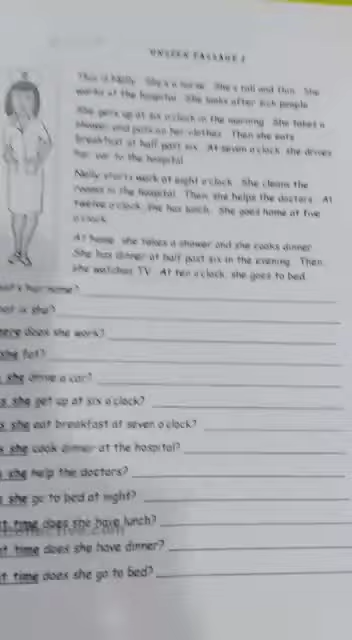 UNSEEN PASSAGE 1
This is Nelly. She's a nurse. She's tall and thin. She
works at the hospital. She looks after sick people.
She gets up at six o'clock in the morning. She takes a
shower and puts on her clothes. Then she eats
breakfast at half past six. At seven o'clock, she drives
her car to the hospital.
Nelly starts work at eight o'clock. She cleans the
rooms in the hospital. Then, she helps the doctors. At
twelve o'clock, she has lunch. She goes home at five
o'clock.
At home, she takes a shower and she cooks dinner.
She has dinner at half past six in the evening. Then,
she watches TV. At ten o'clock, she goes to bed.
her name?
is she?
does she work?
she fat?
she drive a car?
she get up at six o'clock?
she eat breakfast at seven o'clock?
she cook dinner at the hospital?
she help the doctors?
she go to bed at night?
time does she have lunch?
time does she have dinner?
time does she go to bed?